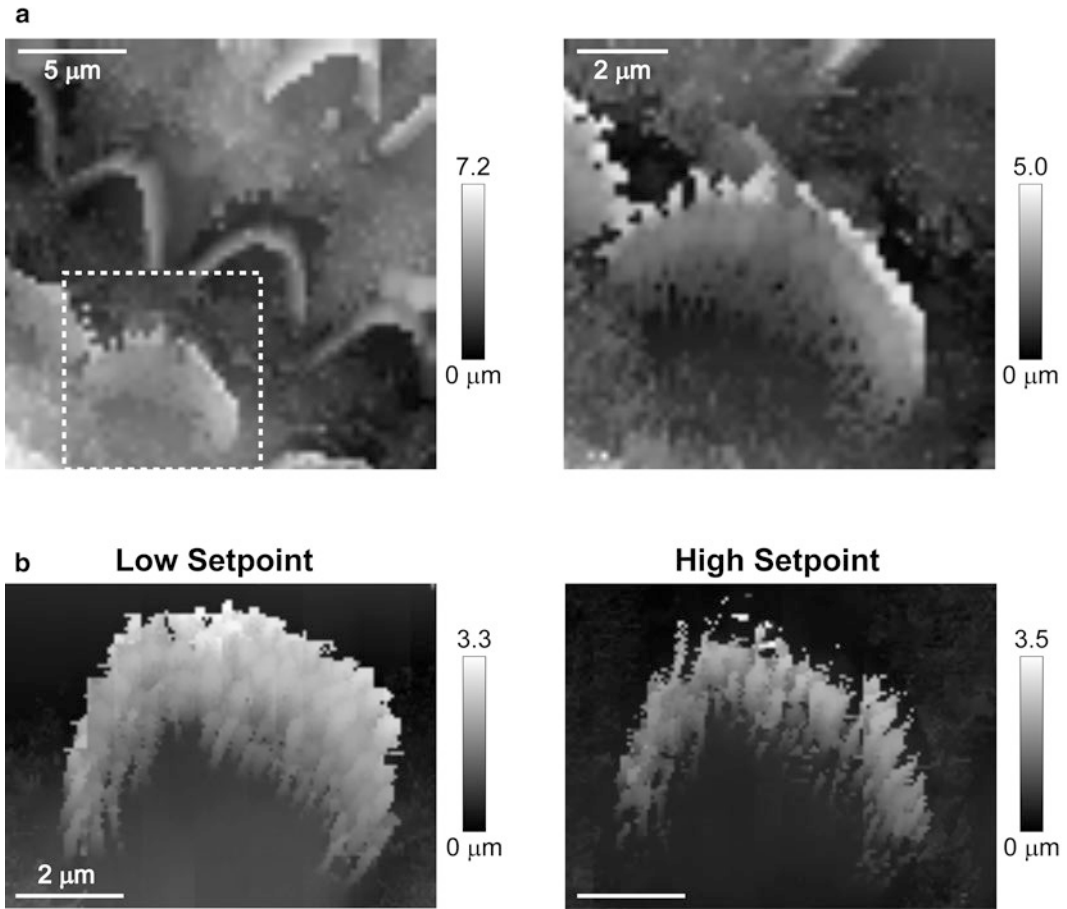 a
5 μm
7.2
0 μm
2 μm
5.0
0 μm
b
Low Setpoint
High Setpoint
2 μm
3.3
0 μm
3.5
0 μm